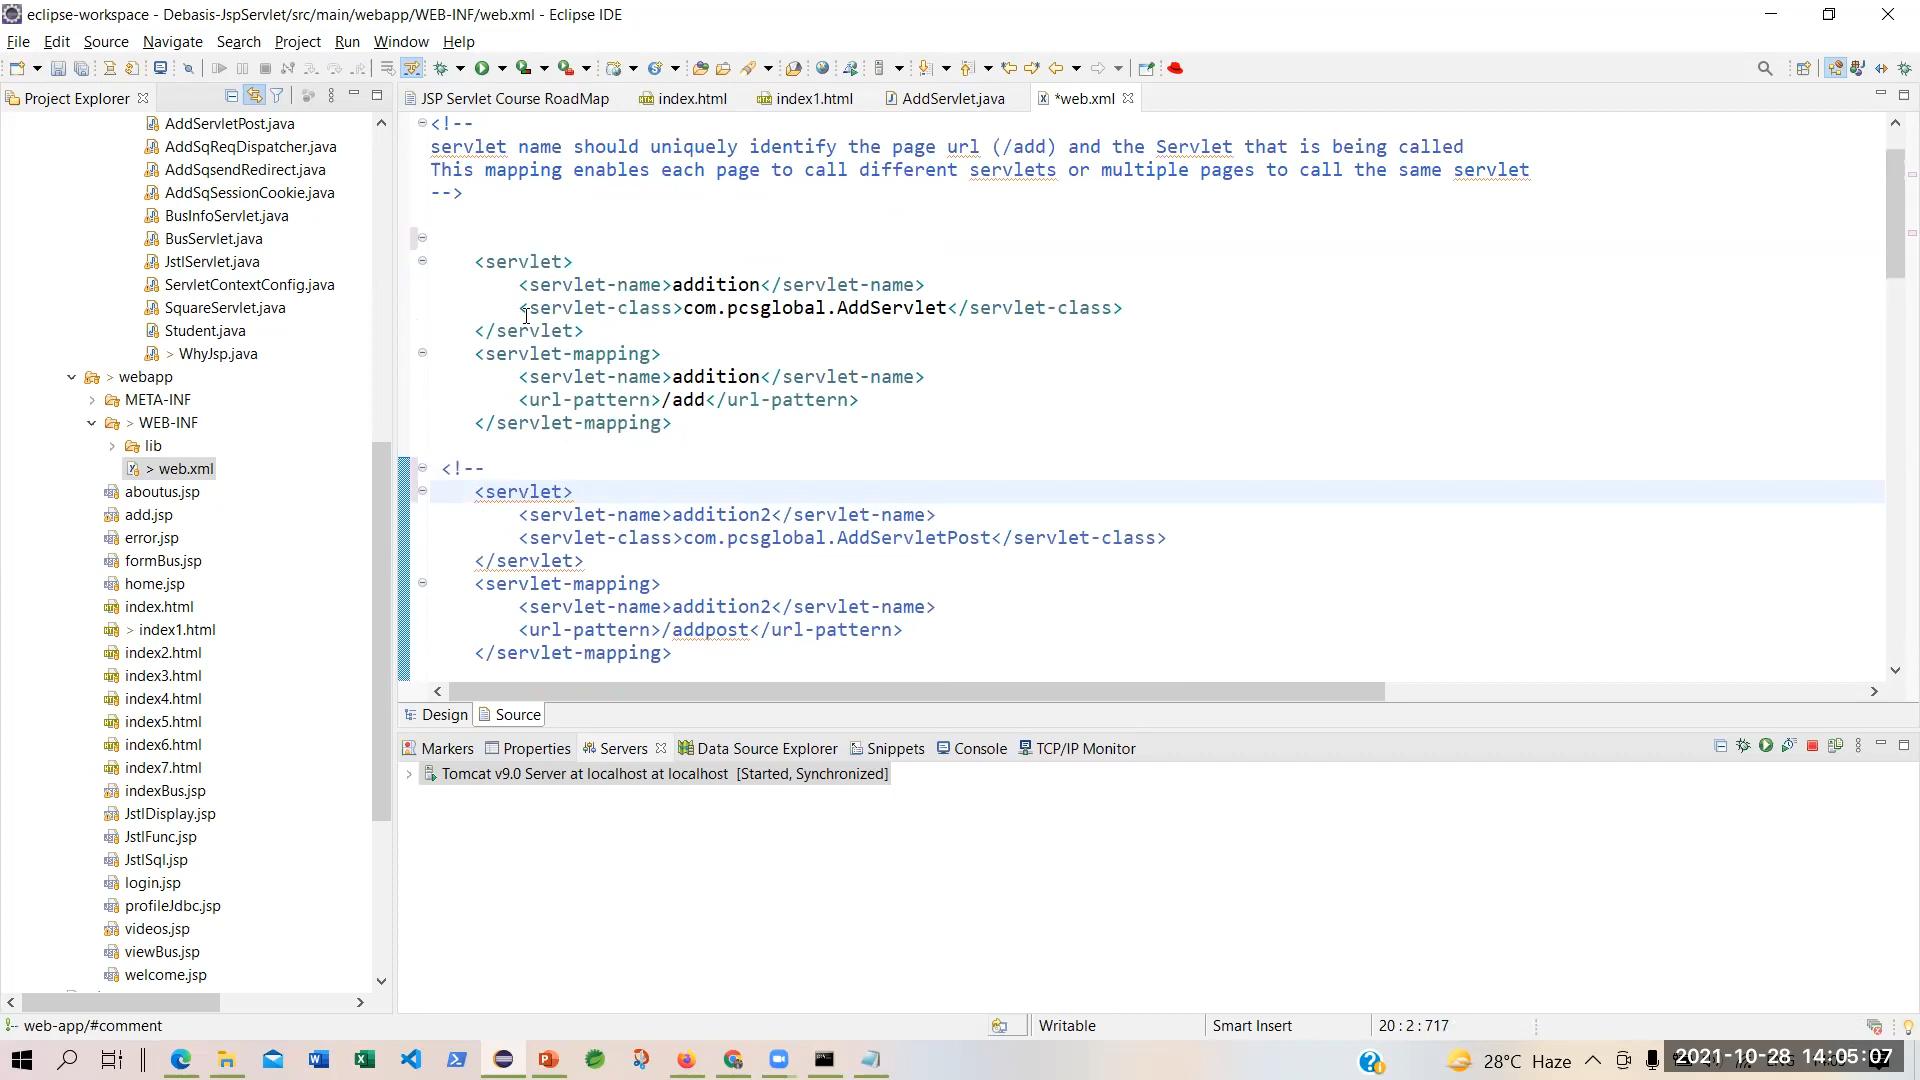 eclipse-workspace - Debasis-JspServlet/src/main/webapp/WEB-INF/web.xml - Eclipse IDE
File Edit Source Navigate Search Project Run Window Help
Project Explorer
JSP Servlet Course RoadMap index.html index1.html AddServlet.java *web.xml
AddServletPost.java
AddSqReqDispatcher.java
AddSqsendRedirect.java
AddSqSessionCookie.java
BusInfoServlet.java
BusServlet.java
JstlServlet.java
ServletContextConfig.java
SquareServlet.java
Student.java
> WhyJsp.java
> webapp
META-INF
> WEB-INF
lib
> web.xml
aboutus.jsp
add.jsp
error.jsp
formBus.jsp
home.jsp
index.html
> index1.html
index2.html
index3.html
index4.html
index5.html
index6.html
index7.html
indexBus.jsp
JstlDisplay.jsp
JstlFunc.jsp
JstlSql.jsp
login.jsp
profileJdbc.jsp
videos.jsp
viewBus.jsp
welcome.jsp
<!--
servlet name should uniquely identify the page url (/add) and the Servlet that is being called
This mapping enables each page to call different servlets or multiple pages to call the same servlet
-->
<servlet>
<servlet-name>addition</servlet-name>
<servlet-class>com.pcsglobal.AddServlet</servlet-class>
</servlet>
<servlet-mapping>
<servlet-name>addition</servlet-name>
<url-pattern>/add</url-pattern>
</servlet-mapping>
<!--
<servlet>
<servlet-name>addition2</servlet-name>
<servlet-class>com.pcsglobal.AddServletPost</servlet-class>
</servlet>
<servlet-mapping>
<servlet-name>addition2</servlet-name>
<url-pattern>/addpost</url-pattern>
</servlet-mapping>
Design Source
Markers Properties Servers Data Source Explorer Snippets Console TCP/IP Monitor
Tomcat v9.0 Server at localhost at localhost [Started, Synchronized]
web-app/#comment Writable Smart Insert 20 : 2 : 717
28°C Haze 2021-10-28 14:05:07